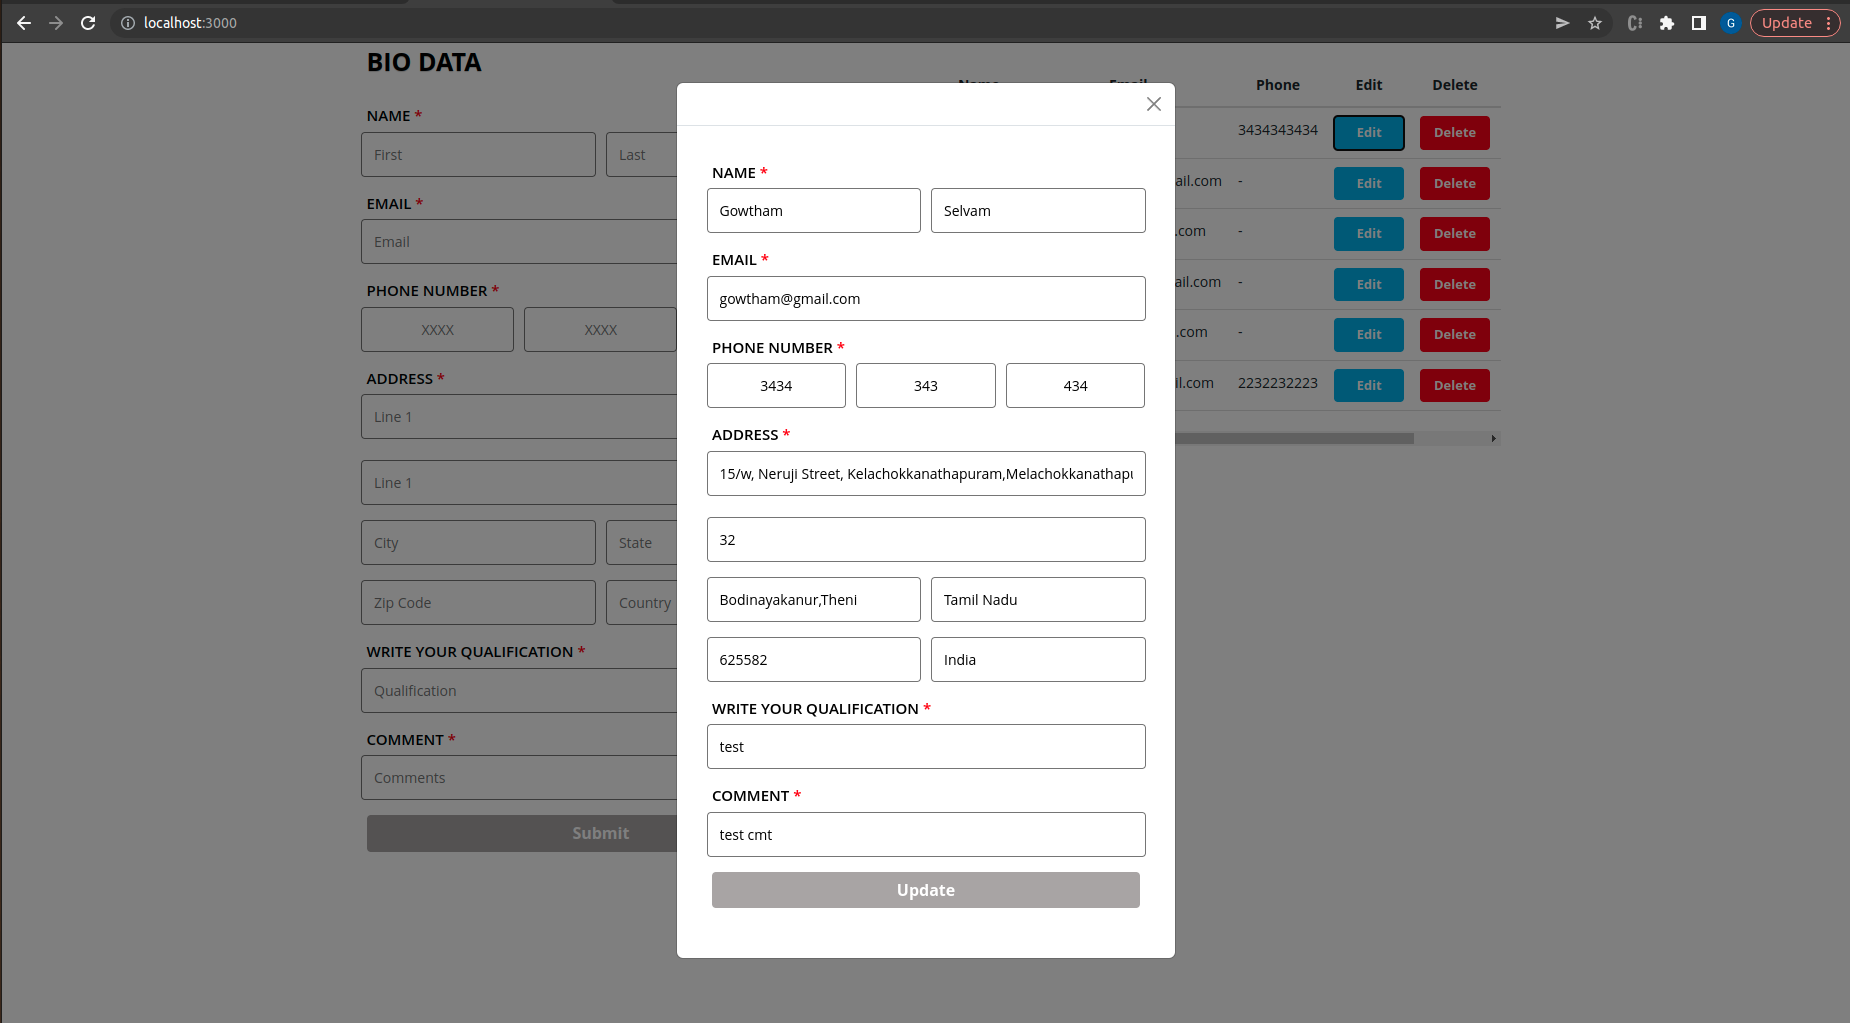 localhost:3000
G
Update
BIO DATA
Phone
Edit
Delete
NAME *
First
Last
EMAIL *
Email
PHONE NUMBER *
XXXX
XXXX
ADDRESS *
Line 1
Line 1
City
State
Zip Code
Country
WRITE YOUR QUALIFICATION *
Qualification
COMMENT *
Comments
Submit
NAME *
Gowtham
Selvam
EMAIL *
gowtham@gmail.com
PHONE NUMBER *
3434
343
434
ADDRESS *
15/w, Neruji Street, Kelachokkanathapuram,Melachokkanathapu
32
Bodinayakanur,Theni
Tamil Nadu
625582
India
WRITE YOUR QUALIFICATION *
test
COMMENT *
test cmt
Update
3434343434 Edit Delete
ail.com - Edit Delete
.com - Edit Delete
ail.com - Edit Delete
.com - Edit Delete
il.com 2232232223 Edit Delete